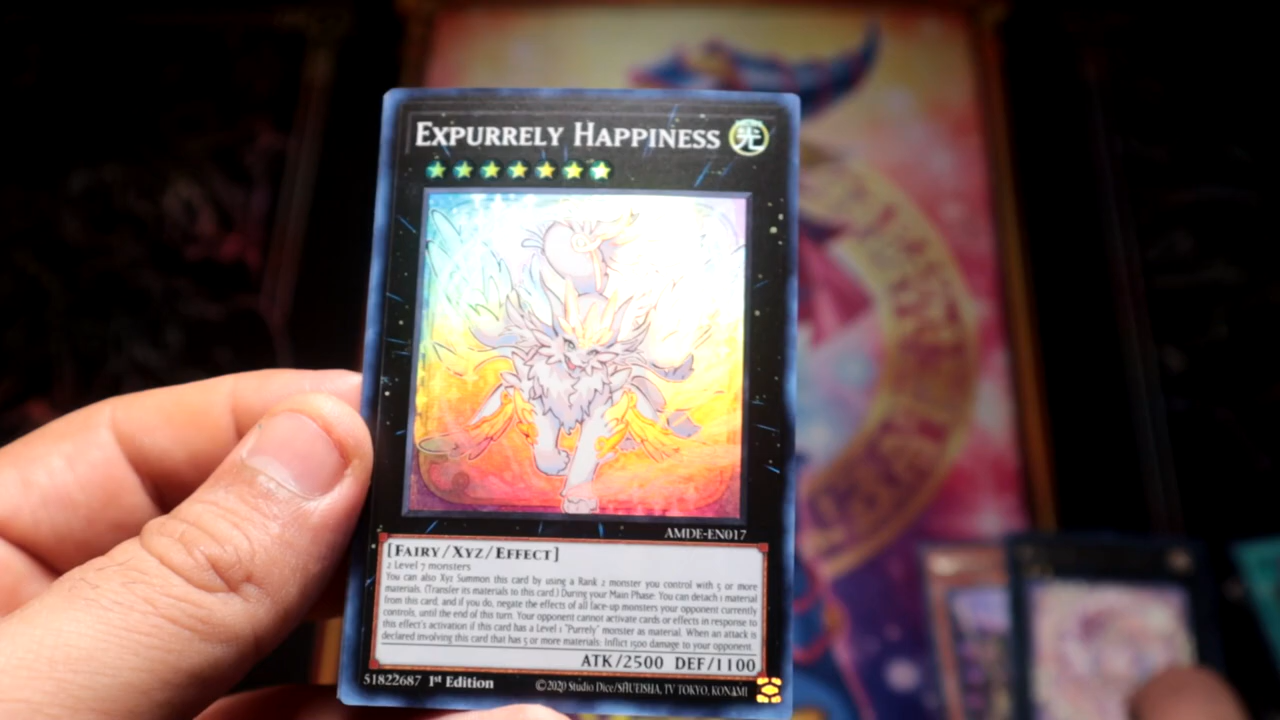 EXPURRELY HAPPINESS
光
AMDE-EN017
[FAIRY/XYZ/EFFECT]
2 Level 7 monsters
You can also Xyz Summon this card by using a Rank 2 monster you control with 5 or more
materials. (Transfer its materials to this card.) During your Main Phase: You can detach 1 material
from this card, and if you do, negate the effects of all face-up monsters your opponent currently
controls, until the end of this turn. Your opponent cannot activate cards or effects in response to
this effect's activation if this card has a Level 1 "Purrely" monster as material. When an attack is
declared involving this card that has 5 or more materials: Inflict 1500 damage to your opponent.
ATK/2500 DEF/1100
51822687 1st Edition
©2020 Studio Dice/SHUEISHA, TV TOKYO, KONAMI